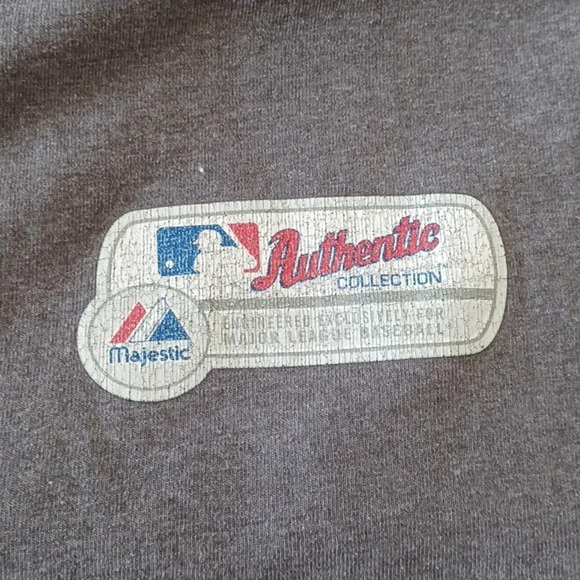 Authentic
COLLECTION
ENGINEERED EXCLUSIVELY FOR
MAJOR LEAGUE BASEBALL
Majestic